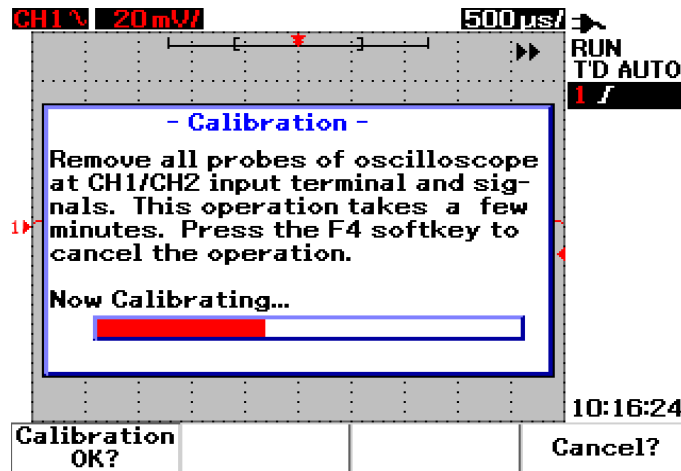 CH1 20 mV/ 500 µs/
RUN
T'D AUTO
1
- Calibration -
Remove all probes of oscilloscope
at CH1/CH2 input terminal and sig-
nals. This operation takes a few
minutes. Press the F4 softkey to
cancel the operation.
1
Now Calibrating...
10:16:24
Calibration
OK?
Cancel?